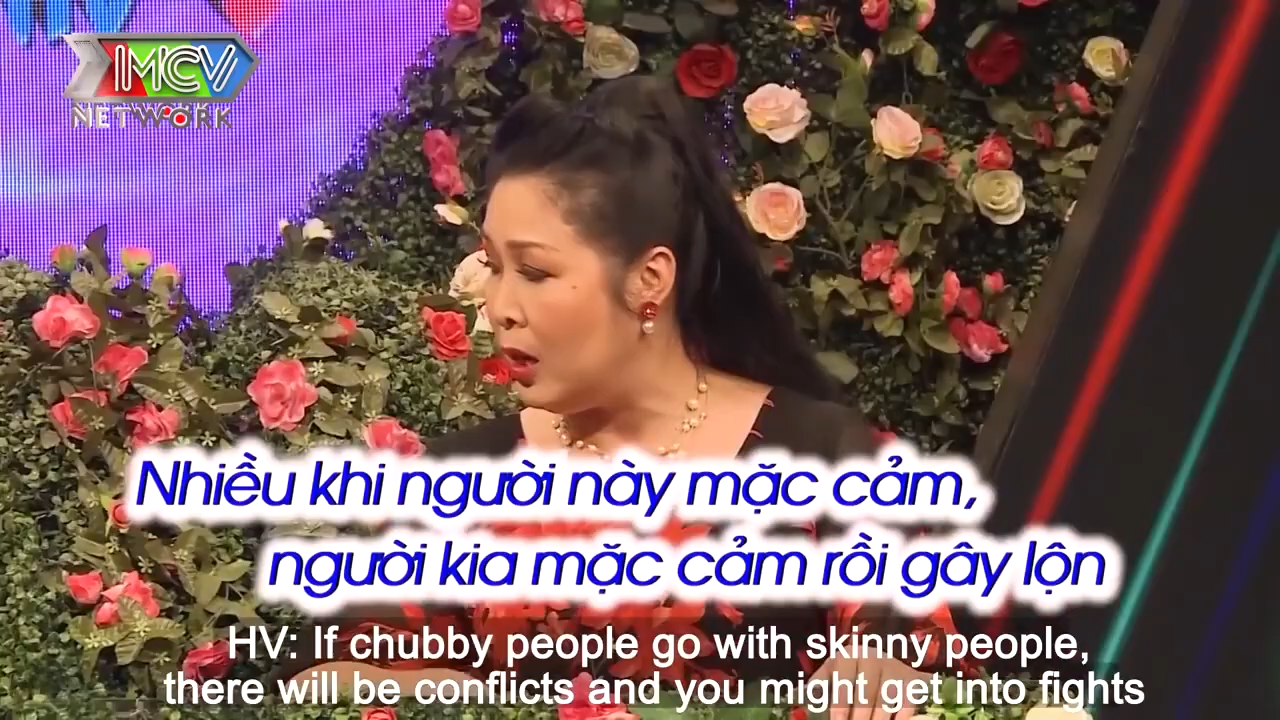 MCV
NETWORK
Nhiều khi người này mặc cảm,
người kia mặc cảm rồi gây lộn
HV: If chubby people go with skinny people,
there will be conflicts and you might get into fights